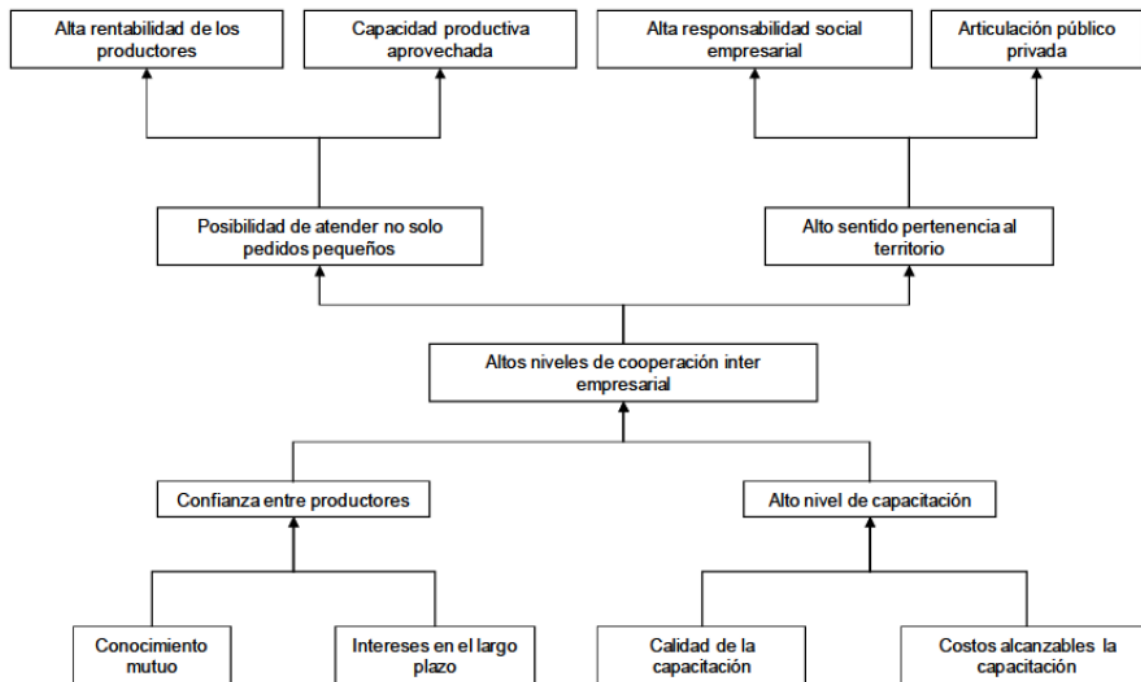 Alta rentabilidad de los
productores
Capacidad productiva
aprovechada
Alta responsabilidad social
empresarial
Articulación público
privada
Posibilidad de atender no solo
pedidos pequeños
Alto sentido pertenencia al
territorio
Altos niveles de cooperación inter
empresarial
Confianza entre productores
Alto nivel de capacitación
Conocimiento
mutuo
Intereses en el largo
plazo
Calidad de la
capacitación
Costos alcanzables la
capacitación